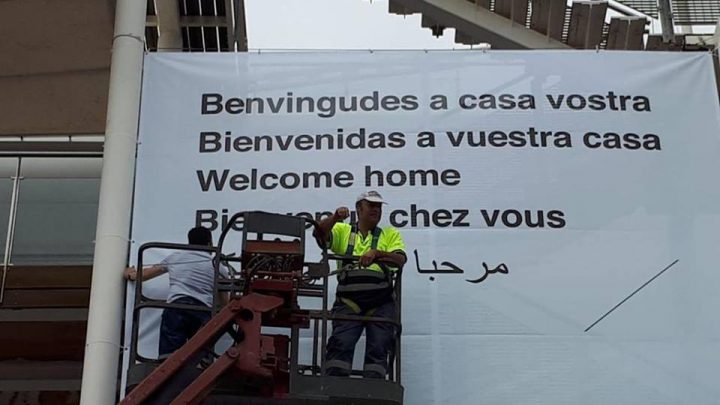 Benvingudes a casa vostra
Bienvenidas a vuestra casa
Welcome home
chez vous
مرحبا